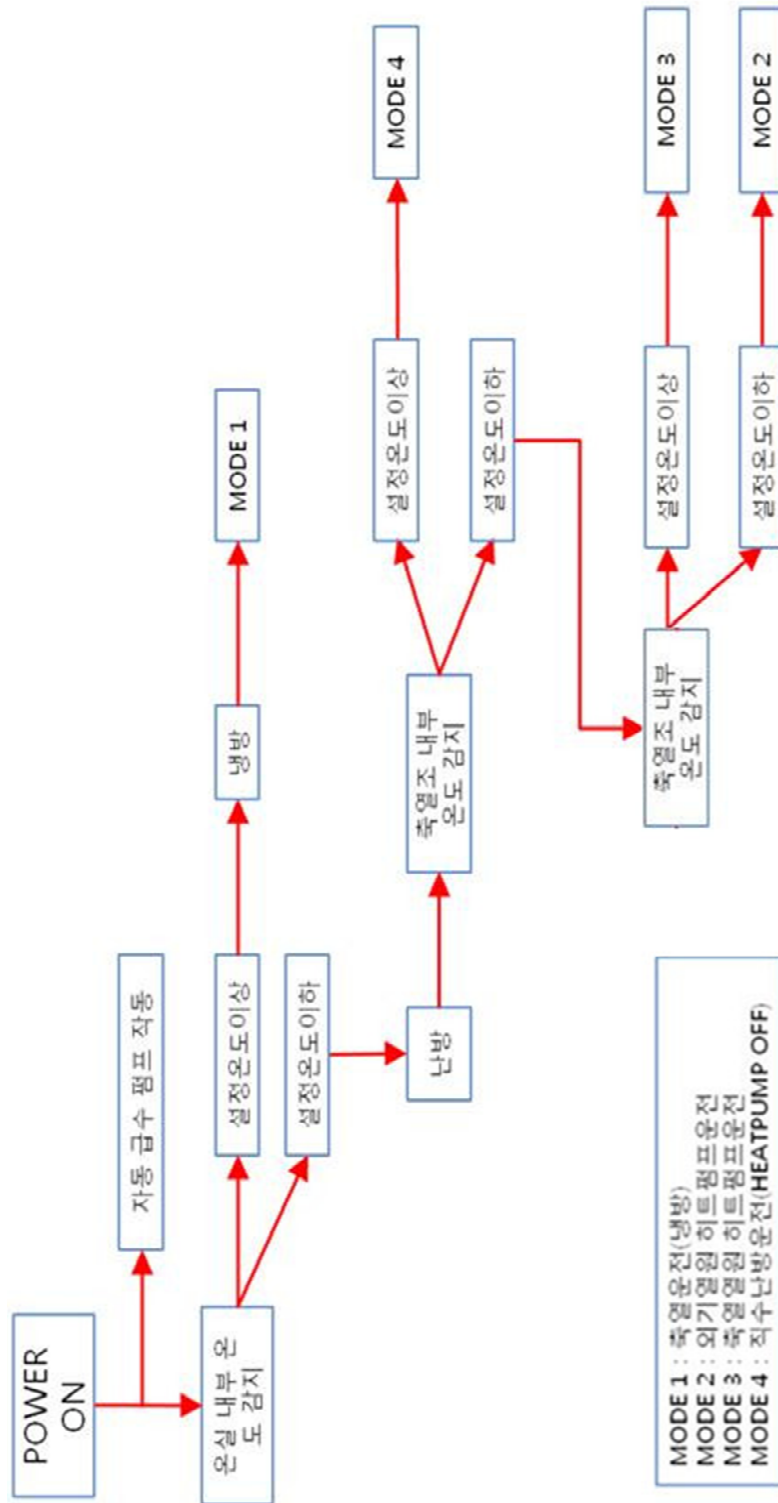 POWER
ON
자동 급수 펌프 작동
온실 내부 온
도 감지
설정온도이상
냉방
MODE 1
설정온도이하
난방
축열조 내부
온도 감지
설정온도이상
MODE 4
설정온도이하
축열조 내부
온도 감지
설정온도이상
MODE 3
설정온도이하
MODE 2
MODE 1 : 축열운전(냉방)
MODE 2 : 외기열원 히트펌프운전
MODE 3 : 축열열원 히트펌프운전
MODE 4 : 직수난방운전(HEATPUMP OFF)